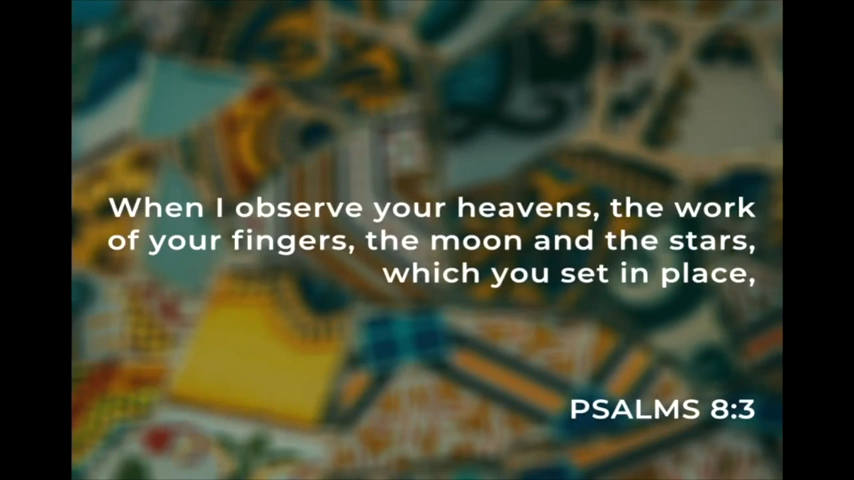 When I observe your heavens, the work
of your fingers, the moon and the stars,
which you set in place,
PSALMS 8:3